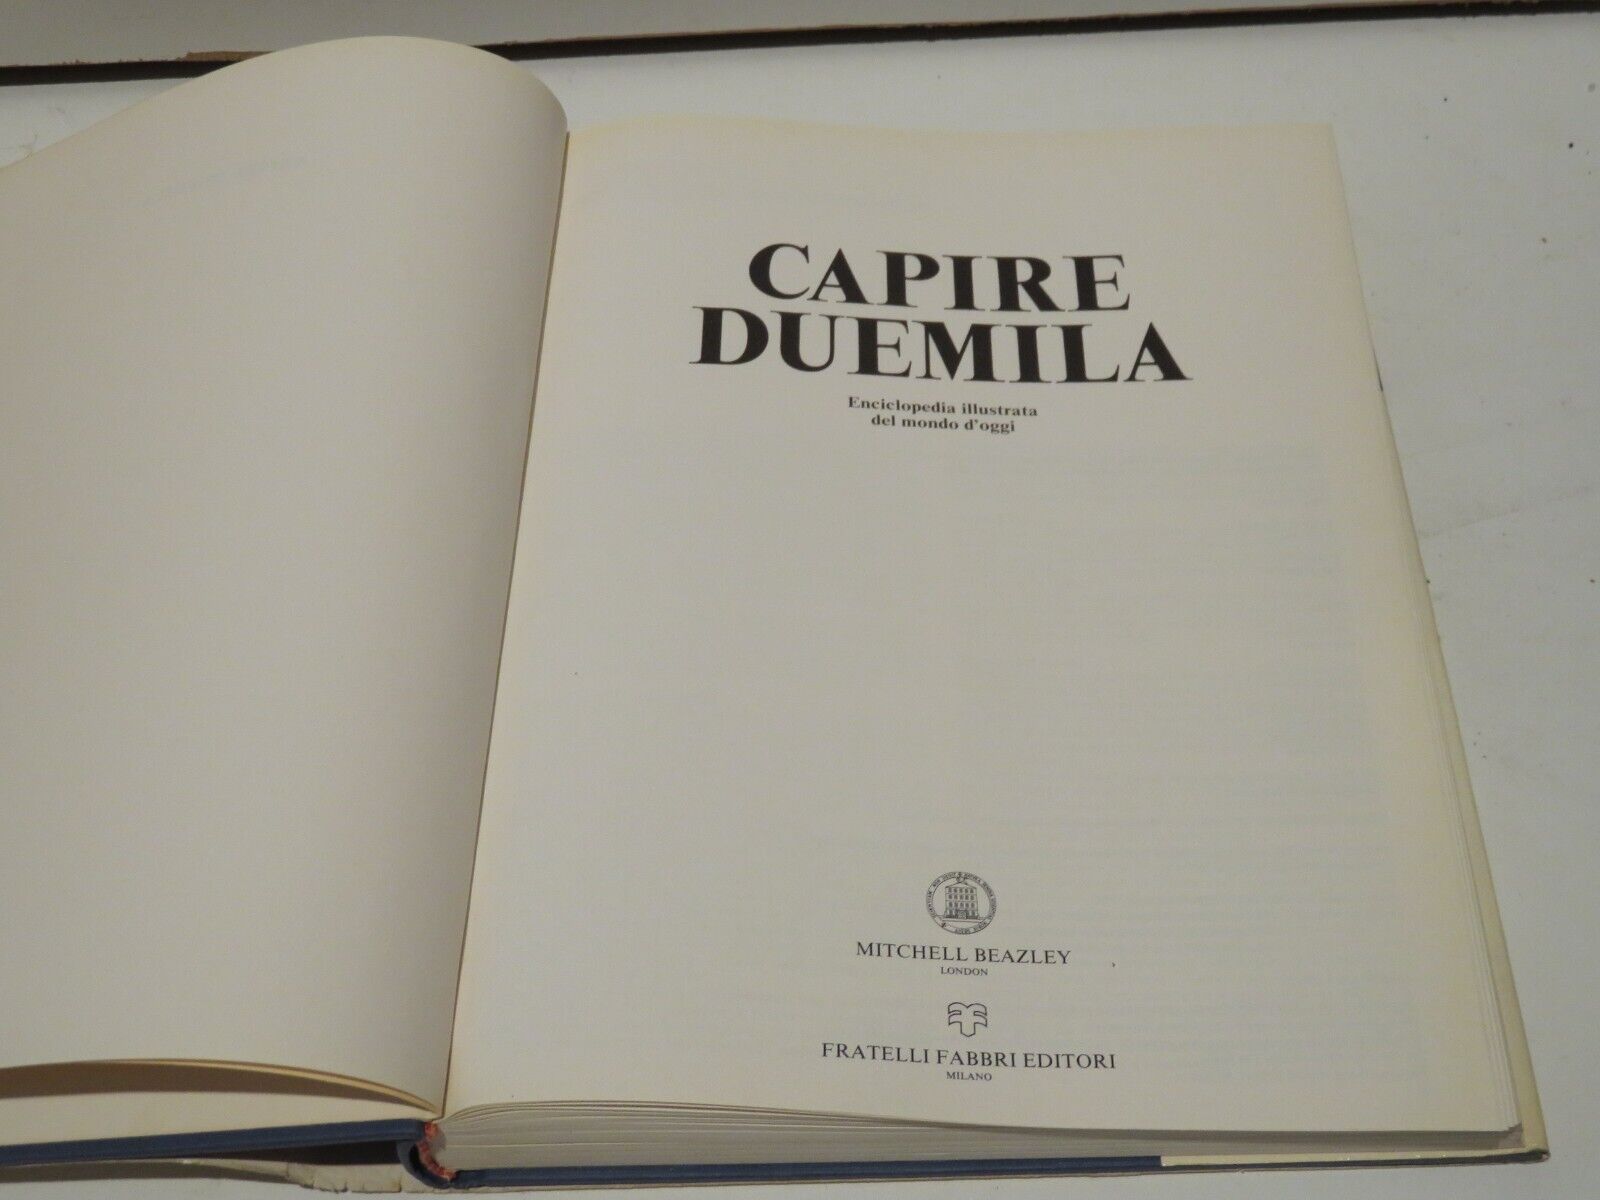 CAPIRE
DUEMILA
Enciclopedia illustrata
del mondo d'oggi
MITCHELL BEAZLEY
LONDON
FRATELLI FABBRI EDITORI
MILANO